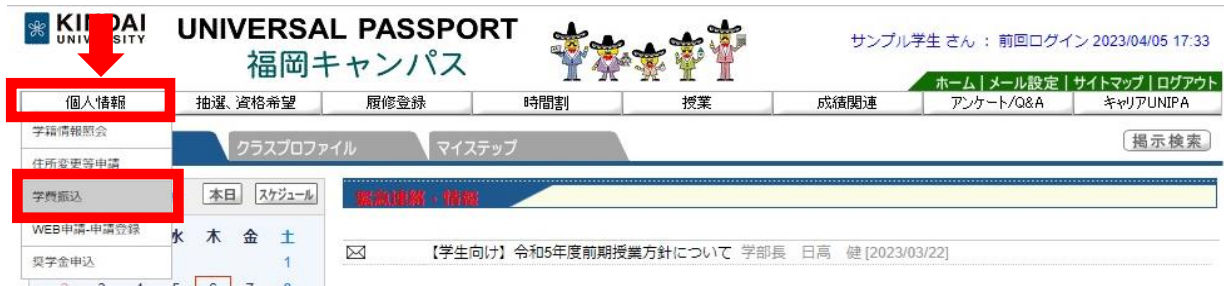 KINDAI UNIVERSITY
UNIVERSAL PASSPORT
福岡キャンパス
サンプル学生 さん ： 前回ログイン 2023/04/05 17:33
ホーム | メール設定 | サイトマップ | ログアウト
個人情報 抽選、資格希望 履修登録 時間割 授業 成績関連 アンケート/Q&A キャリアUNIPA
学籍情報照会
クラスプロファイル マイステップ 掲示検索
住所変更等申請
学費振込 本日 スケジュール 緊急連絡・情報
WEB申請-申請登録 水 木 金 土
【学生向け】令和5年度前期授業方針について 学部長 日高 健 [2023/03/22]
奨学金申込 1
2 3 4 5 6 7 8